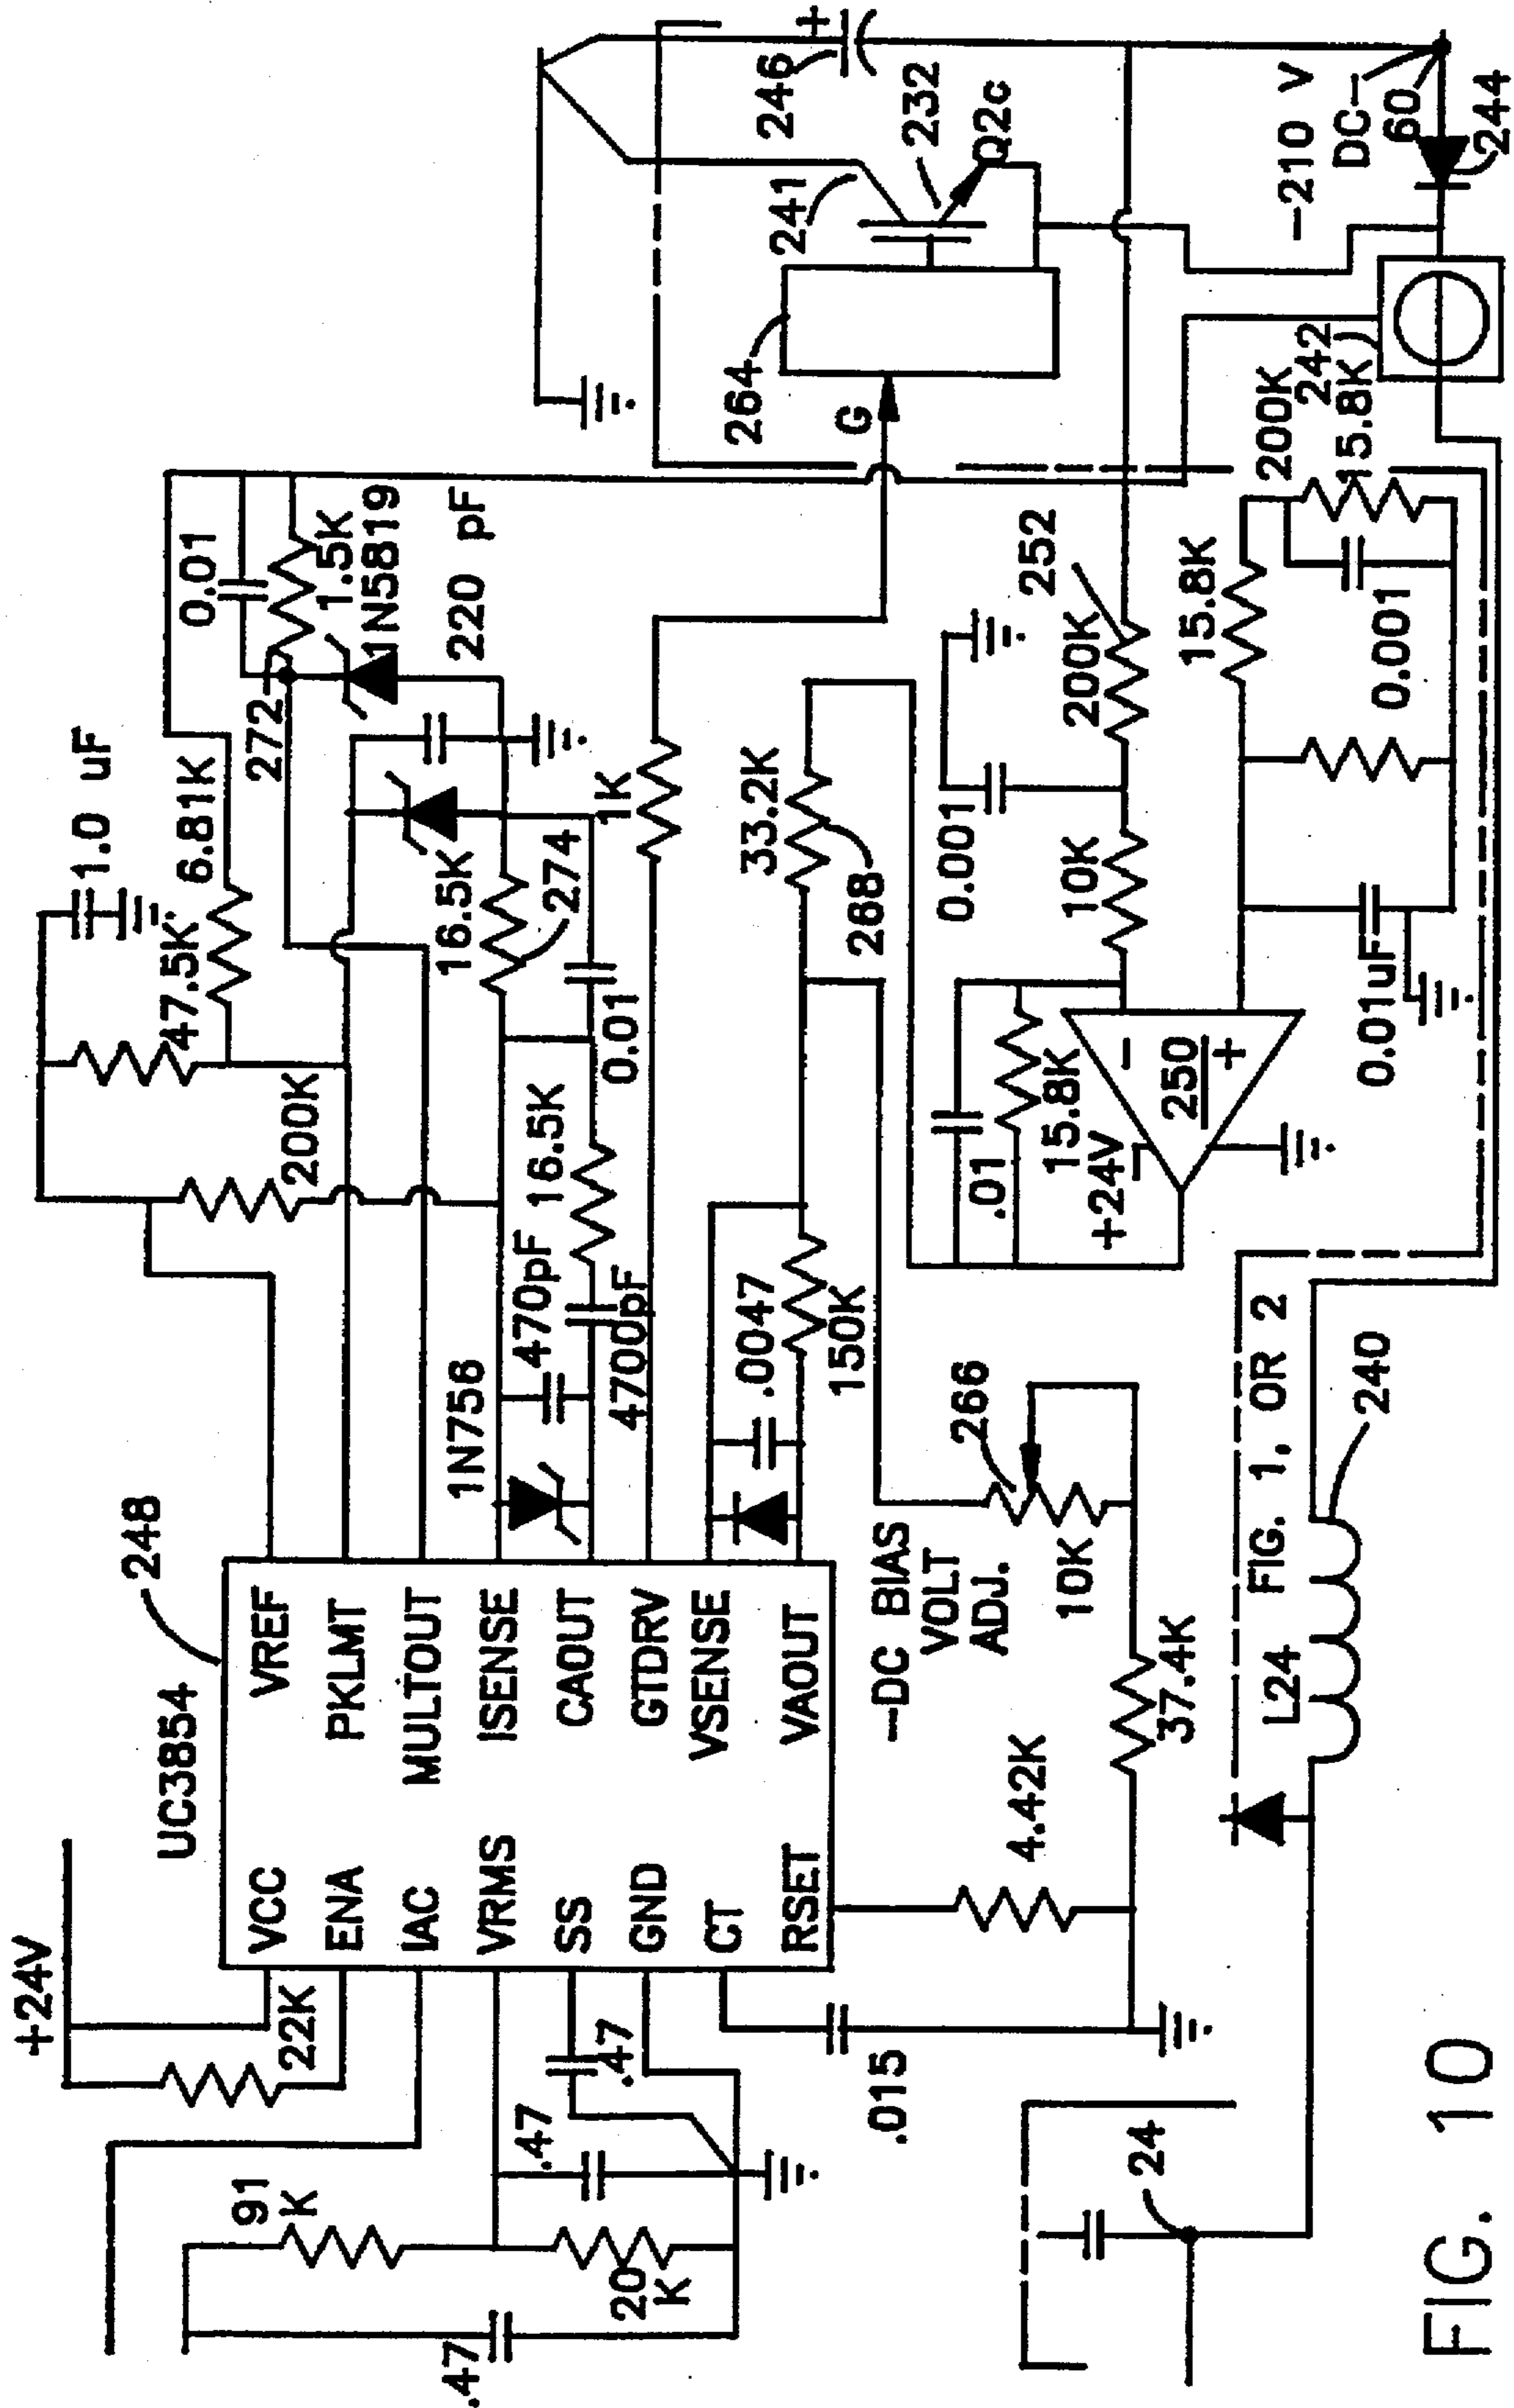 +24V
VCC
22K
ENA
IAC
VRMS
SS
GND
CT
RSET
91
K
.47
.47
.47
20
K
.015
UC3854
248
VREF
PKLMT
MULTOUT
ISENSE
CAOUT
GTDRV
VSENSE
VAOUT
1.0 uF
47.5K
6.81K
200K
272
0.01
1.5K
1N5819
220 pF
16.5K
274
0.01
16.5K
1N758
470pF
4700pF
1K
.0047
150K
33.2K
268
-DC BIAS
VOLT
ADJ.
266
10K
37.4K
4.42K
.01
15.8K
+24V
250
-
+
0.001
10K
200K
252
15.8K
0.001
0.01uF
200K
15.8K
242
G
264
241
232
Q2c
246
+
-210 V
DC-
60
244
FIG. 1, OR 2
L24
240
24
FIG. 10